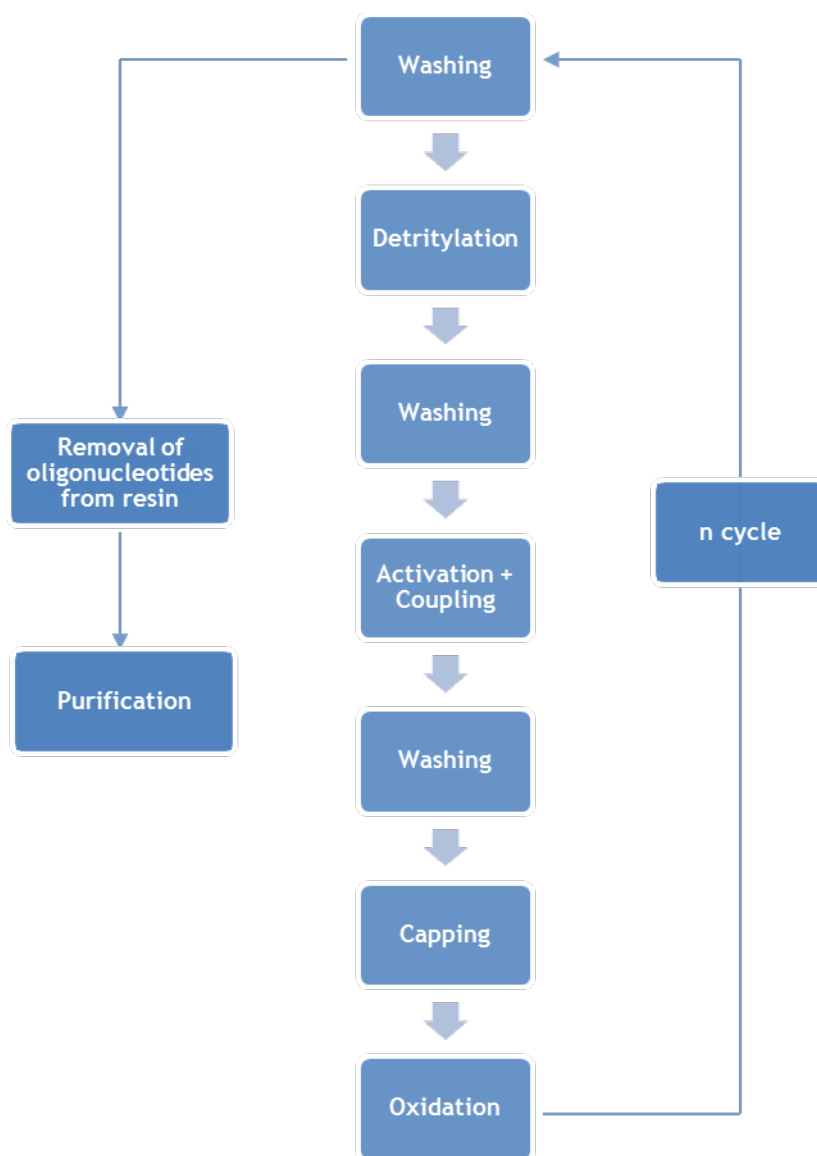 Washing
Detritylation
Washing
Activation +
Coupling
Washing
Capping
Oxidation
n cycle
Removal of
oligonucleotides
from resin
Purification